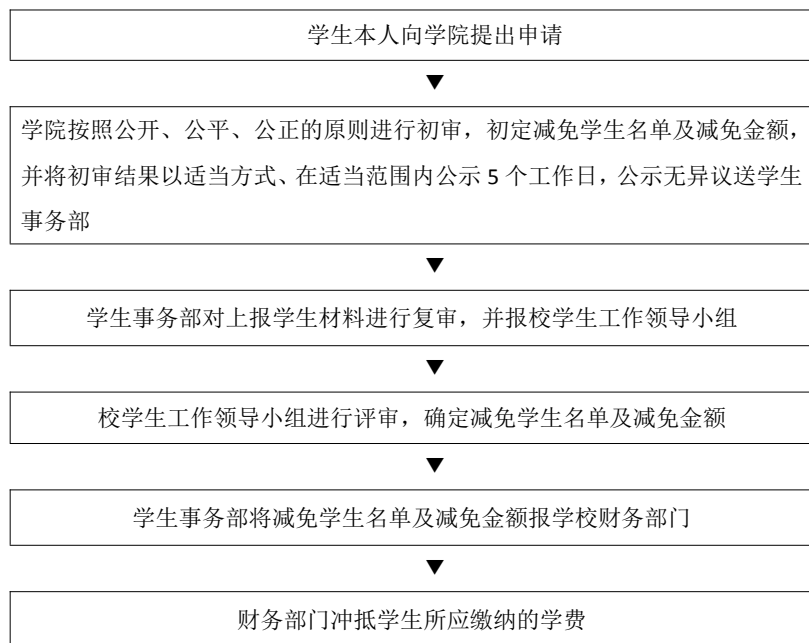 学生本人向学院提出申请
学院按照公开、公平、公正的原则进行初审，初定减免学生名单及减免金额，
并将初审结果以适当方式、在适当范围内公示 5 个工作日，公示无异议送学生
事务部
学生事务部对上报学生材料进行复审，并报校学生工作领导小组
校学生工作领导小组进行评审，确定减免学生名单及减免金额
学生事务部将减免学生名单及减免金额报学校财务部门
财务部门冲抵学生所应缴纳的学费